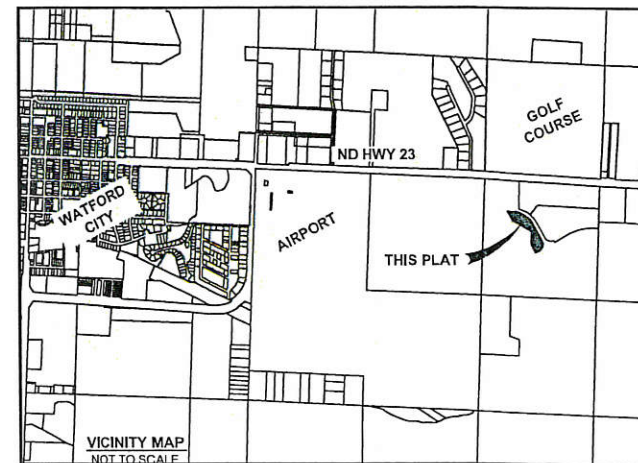 GOLF
COURSE
ND HWY 23
WATFORD
CITY
AIRPORT
THIS PLAT
VICINITY MAP
NOT TO SCALE